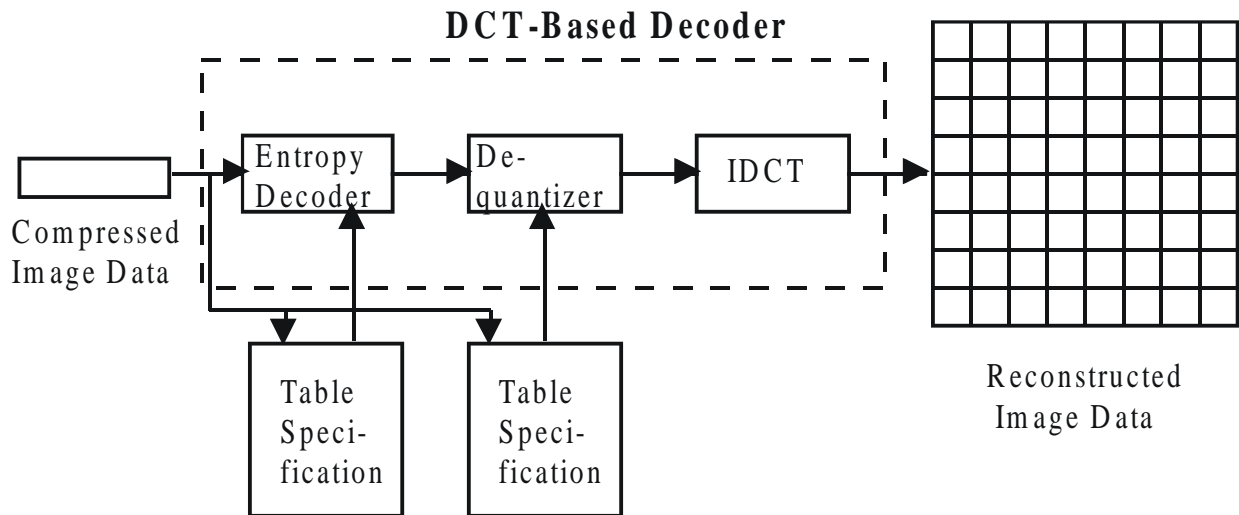 DCT-Based Decoder
Entropy
Decoder
De-
quantizer
IDCT
Compressed
Image Data
Table
Speci-
fication
Table
Speci-
fication
Reconstructed
Image Data